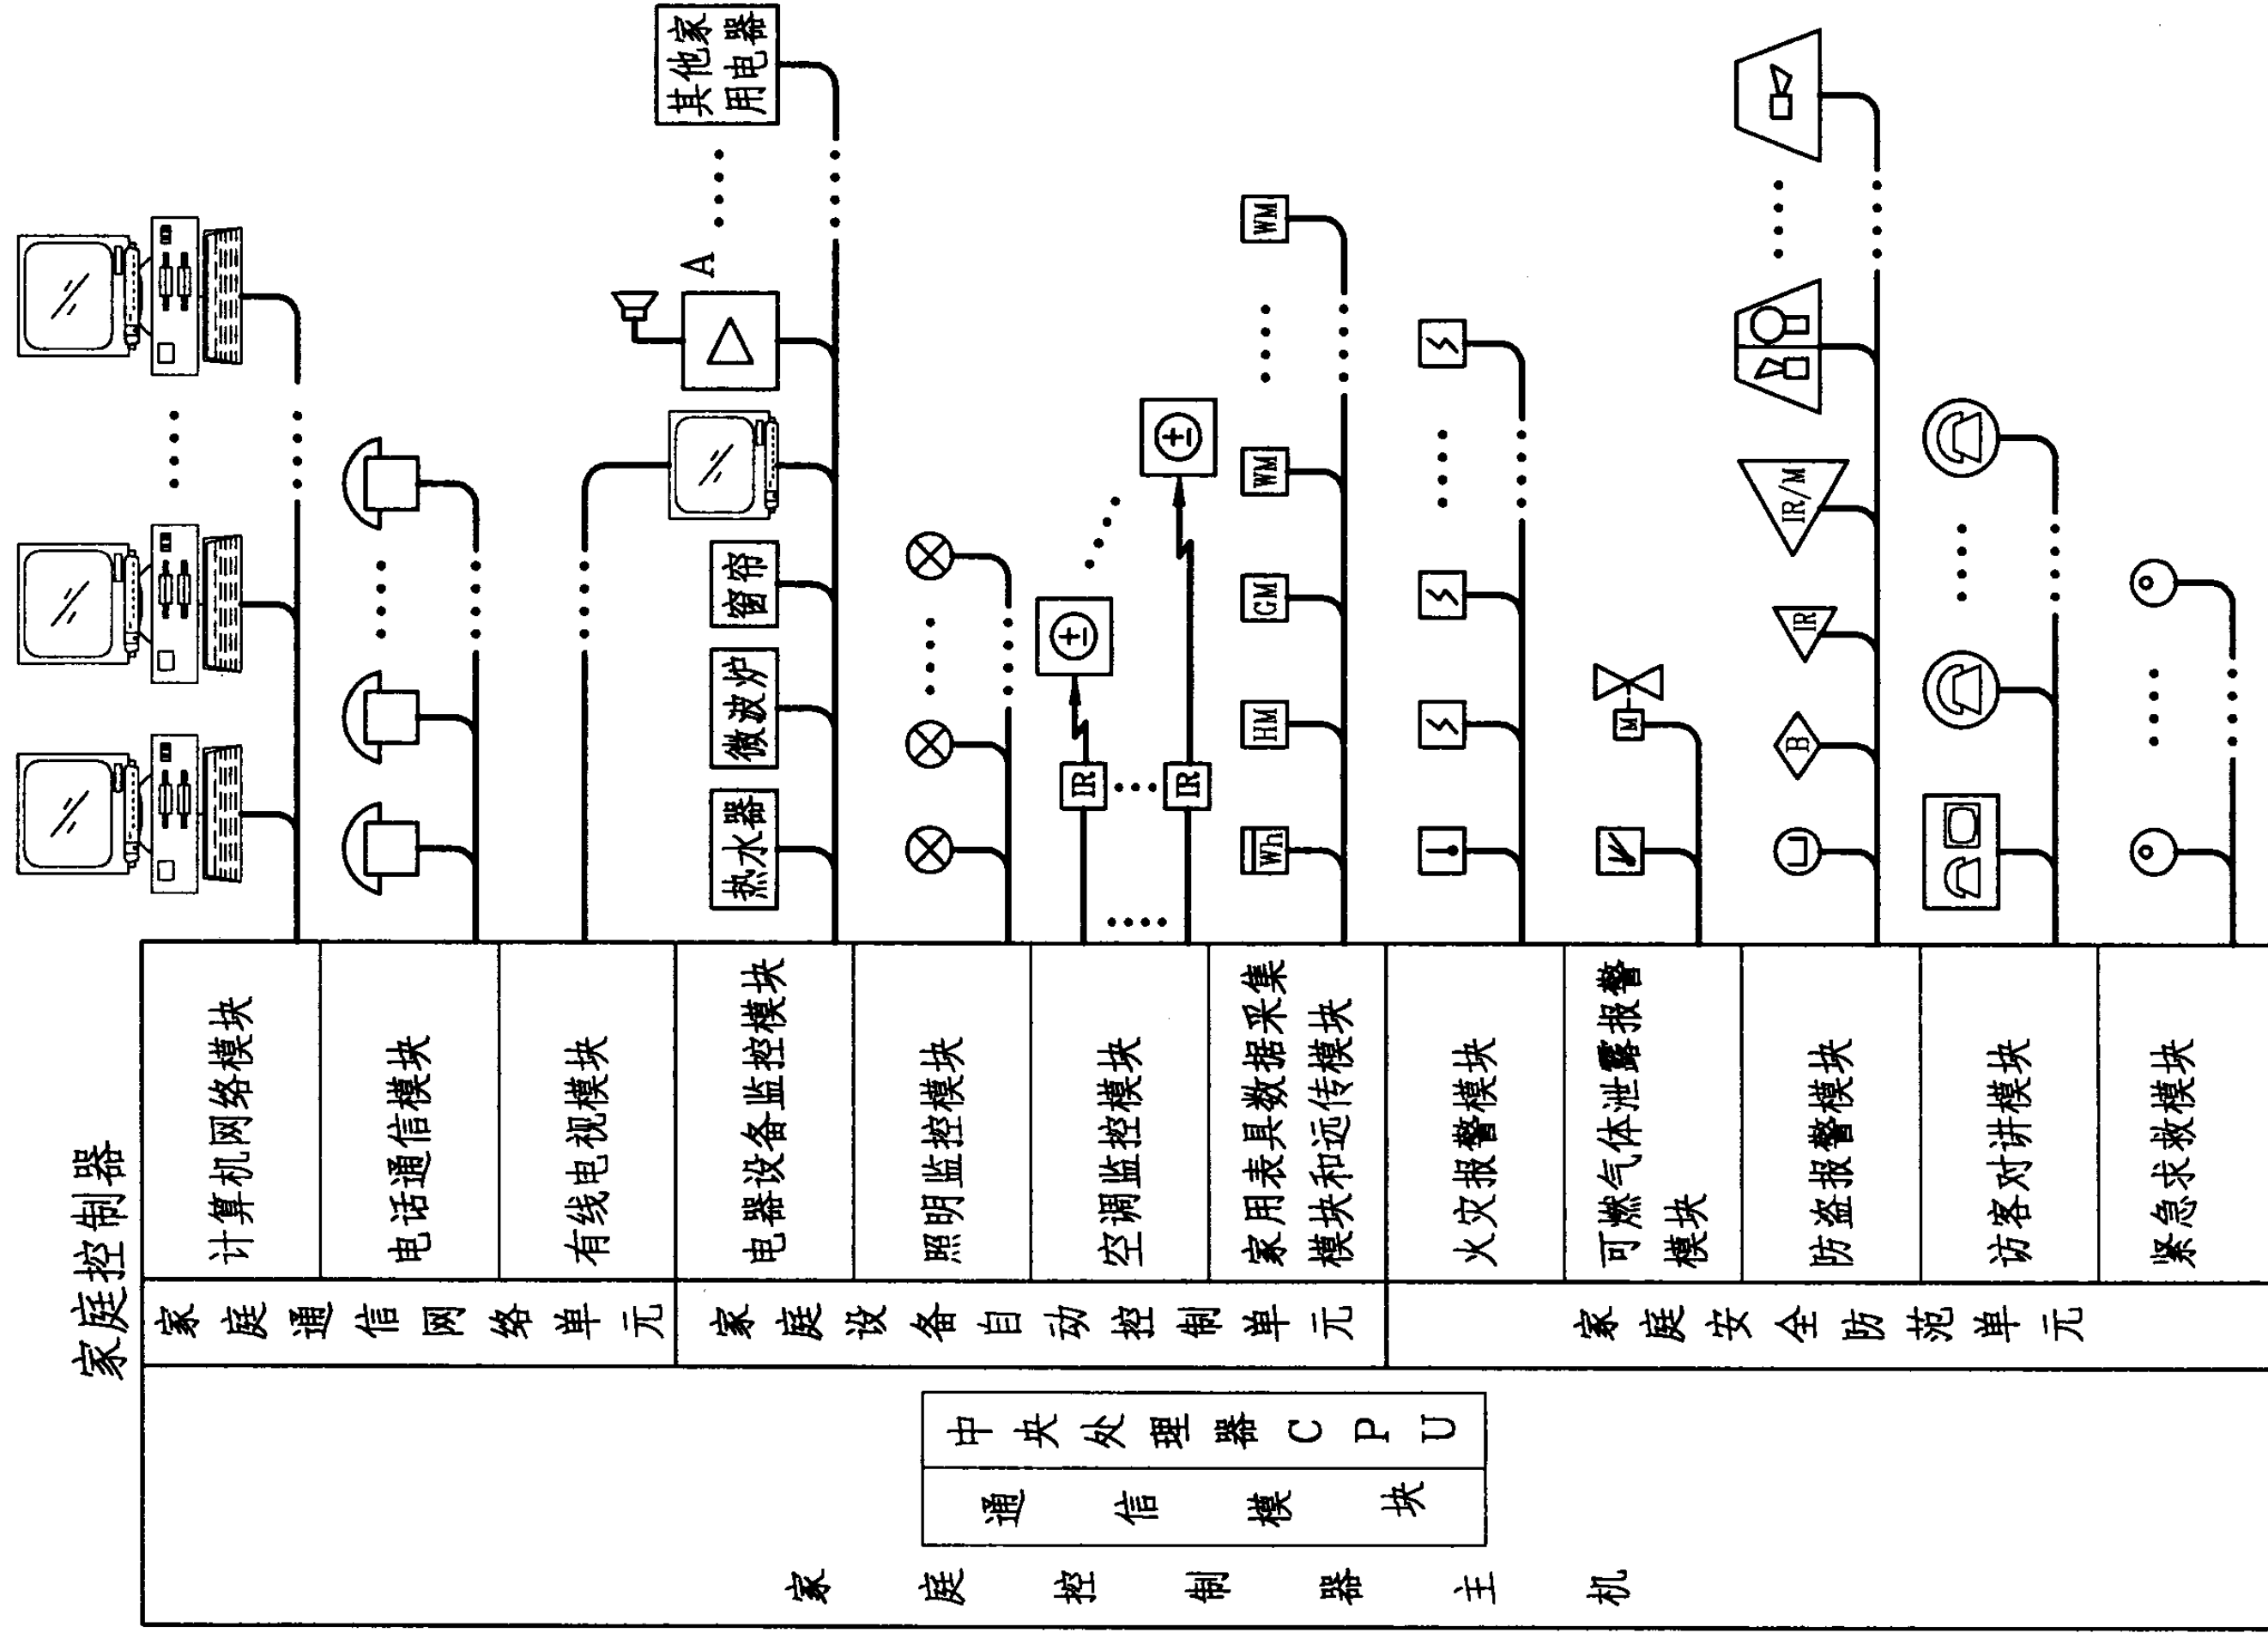 家庭控制器
家庭控制器主机
通信模块
中央处理器CPU
家庭通信网络单元
家庭设备自动控制单元
家庭安全防范单元
计算机网络模块
电话通信模块
有线电视模块
电器设备监控模块
照明监控模块
空调监控模块
家用表具数据采集
模块和远传模块
火灾报警模块
可燃气体泄露报警
模块
防盗报警模块
访客对讲模块
紧急求救模块
热水器
微波炉
窗帘
A
其他家
用电器
IR
±
IR
±
Wh
HM
GM
WM
WM
M
B
IR
IR/M